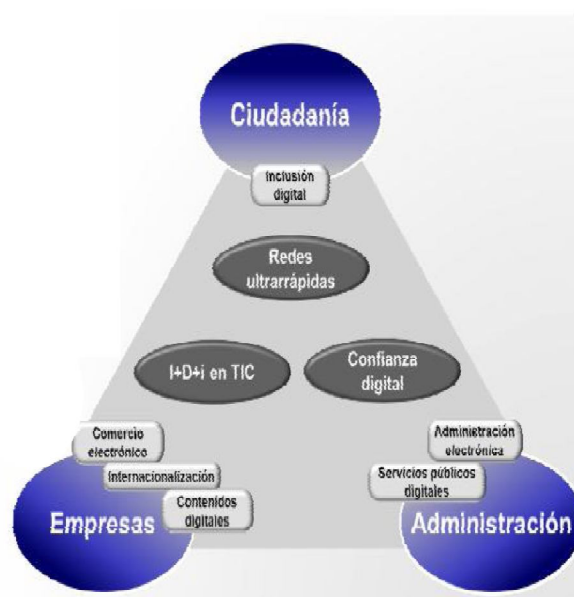 Ciudadanía
Inclusión
digital
Redes
ultrarrápidas
I+D+i en TIC
Confianza
digital
Comercio
electrónico
Internacionalización
Contenidos
digitales
Empresas
Administración
electrónica
Servicios públicos
digitales
Administración